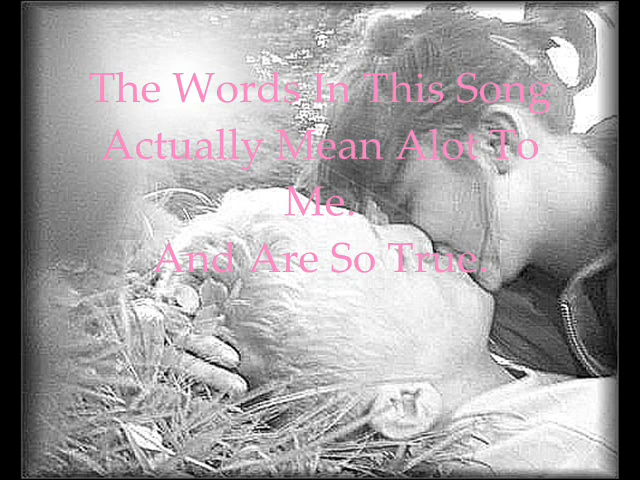 The Words In This Song
Actually Mean Alot To
Me.
And Are So True.